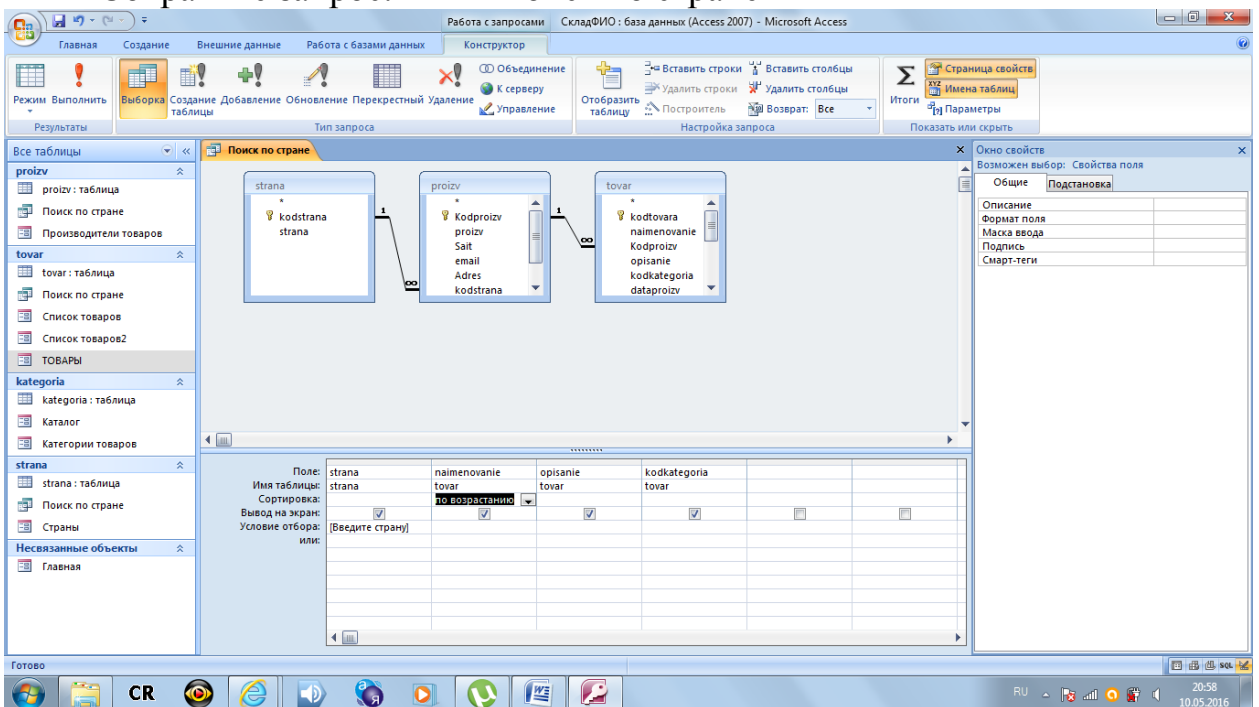 Работа с запросами СкладФИО : база данных (Access 2007) - Microsoft Access
Главная Создание Внешние данные Работа с базами данных Конструктор
Режим Выполнить Выборка Создание таблицы Добавление Обновление Перекрестный Удаление
Объединение
К серверу
Управление
Отобразить таблицу
Вставить строки
Удалить строки
Построитель
Вставить столбцы
Удалить столбцы
Возврат: Все
Итоги
Страница свойств
Имена таблиц
Параметры
Результаты Тип запроса Настройка запроса Показать или скрыть
Все таблицы
proizv
proizv : таблица
Поиск по стране
Производители товаров
tovar
tovar : таблица
Поиск по стране
Список товаров
Список товаров2
ТОВАРЫ
kategoria
kategoria : таблица
Каталог
Категории товаров
strana
strana : таблица
Поиск по стране
Страны
Несвязанные объекты
Главная
Поиск по стране
strana
*
kodstrana
strana
1
∞
proizv
*
Kodproizv
proizv
Sait
email
Adres
kodstrana
1
∞
tovar
*
kodtovara
naimenovanie
Kodproizv
opisanie
kodkategoria
dataproizv
Поле: strana naimenovanie opisanie kodkategoria
Имя таблицы: strana tovar tovar tovar
Сортировка: по возрастанию
Вывод на экран:
Условие отбора: [Введите страну]
или:
Окно свойств
Возможен выбор: Свойства поля
Общие Подстановка
Описание
Формат поля
Маска ввода
Подпись
Смарт-теги
Готово
SQL
CR
RU
20:58
10.05.2016